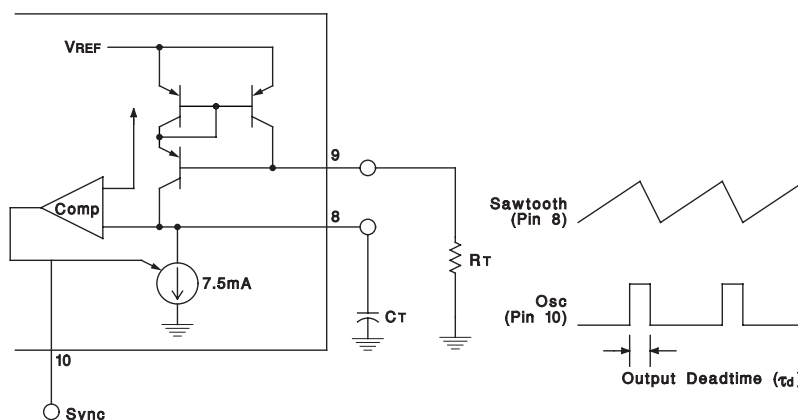 VREF
9
Comp
8
7.5mA
RT
CT
10
Sync
Sawtooth
(Pin 8)
Osc
(Pin 10)
Output Deadtime (τd)